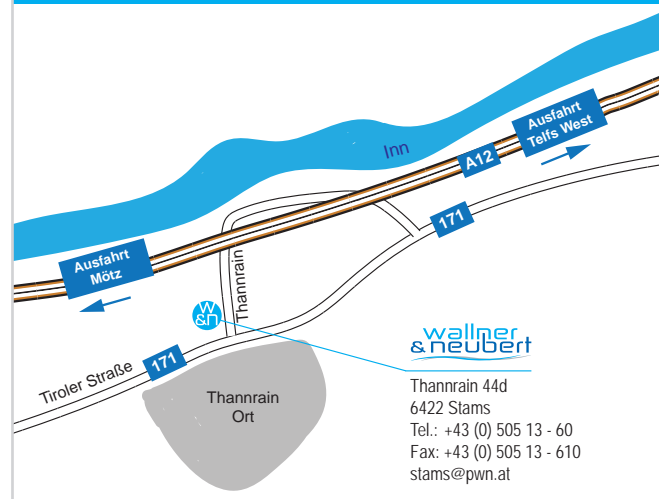 Inn
Ausfahrt
Telfs West
A12
171
Ausfahrt
Mötz
Thannrain
w
&n
Tiroler Straße
171
Thannrain
Ort
wallner
&neubert
Thannrain 44d
6422 Stams
Tel.: +43 (0) 505 13 - 60
Fax: +43 (0) 505 13 - 610
stams@pwn.at